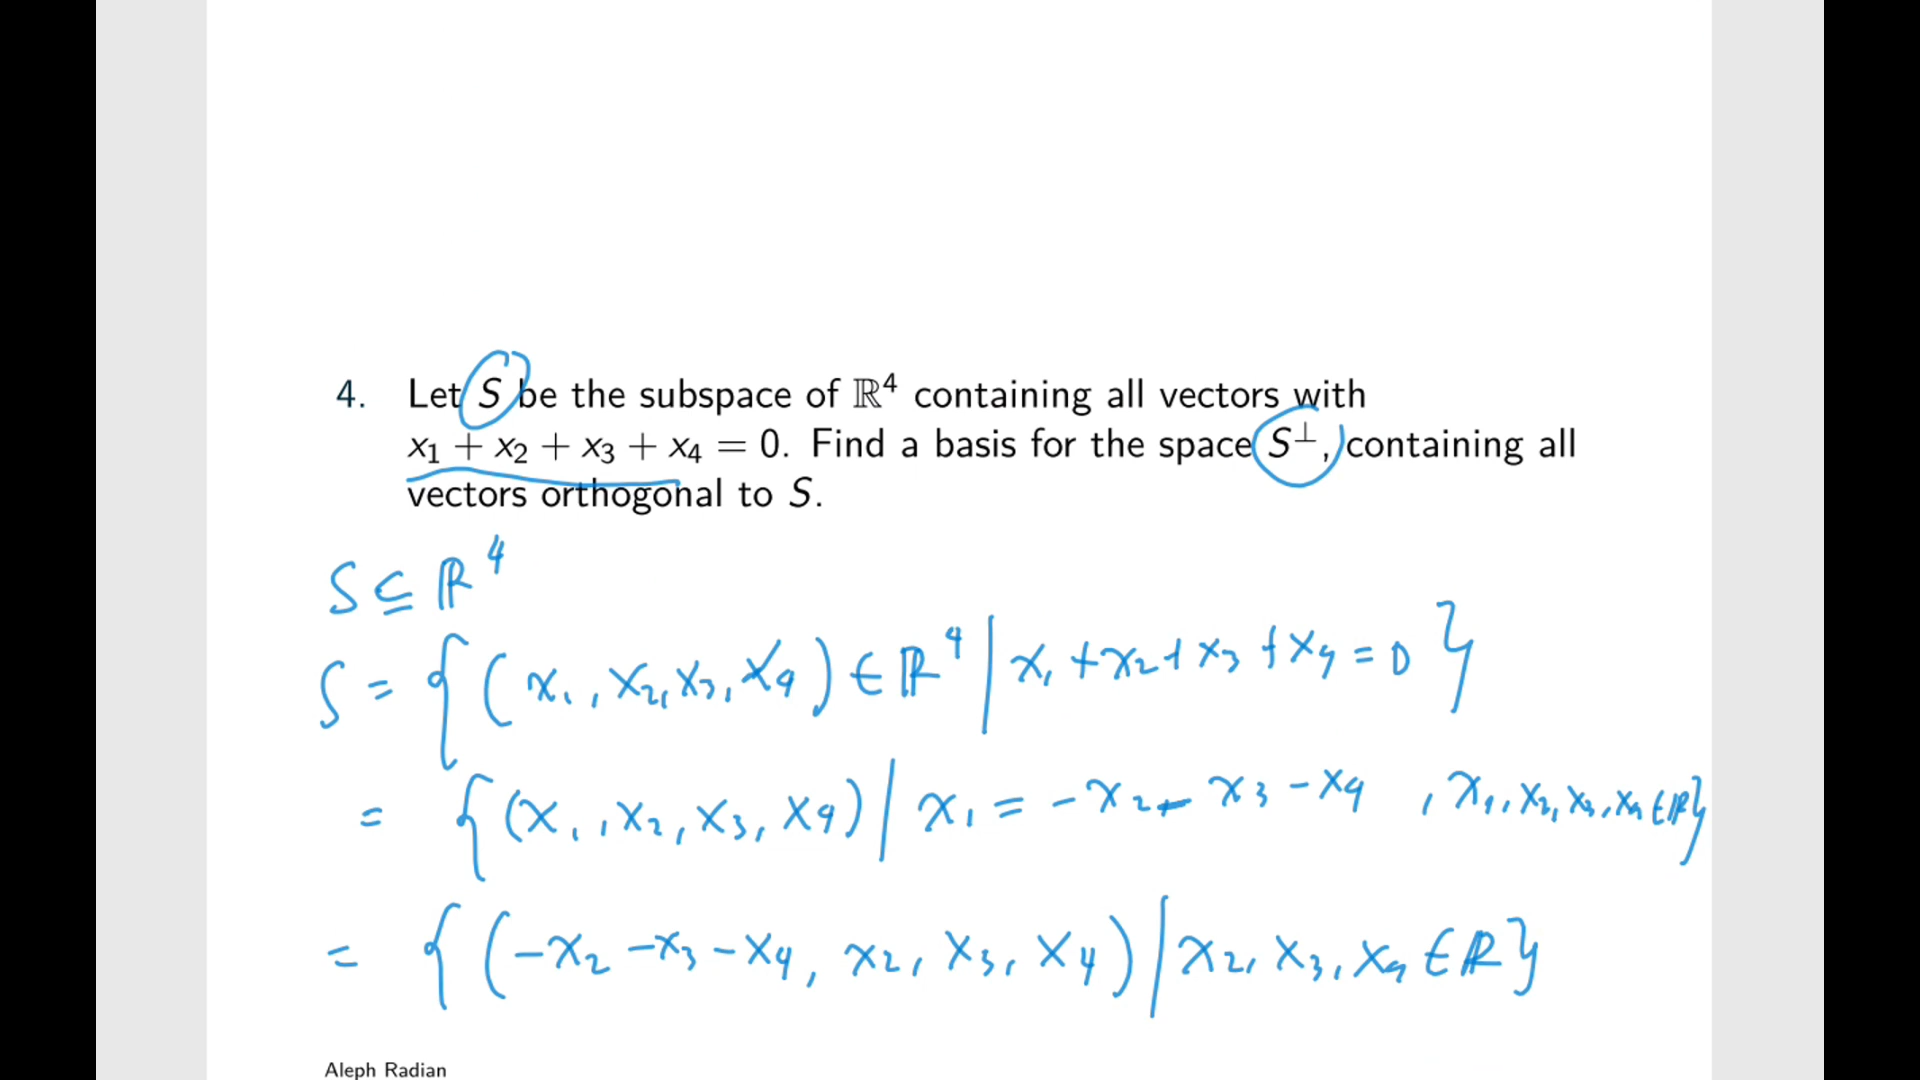 4. Let S be the subspace of ℝ⁴ containing all vectors with
x₁ + x₂ + x₃ + x₄ = 0. Find a basis for the space S⊥, containing all
vectors orthogonal to S.
S ⊆ ℝ⁴
S = {(x₁, x₂, x₃, x₄) ∈ ℝ⁴ | x₁ + x₂ + x₃ + x₄ = 0}
= {(x₁, x₂, x₃, x₄) | x₁ = -x₂ - x₃ - x₄, x₁, x₂, x₃, x₄ ∈ ℝ}
= {(-x₂ - x₃ - x₄, x₂, x₃, x₄) | x₂, x₃, x₄ ∈ ℝ}
Aleph Radian